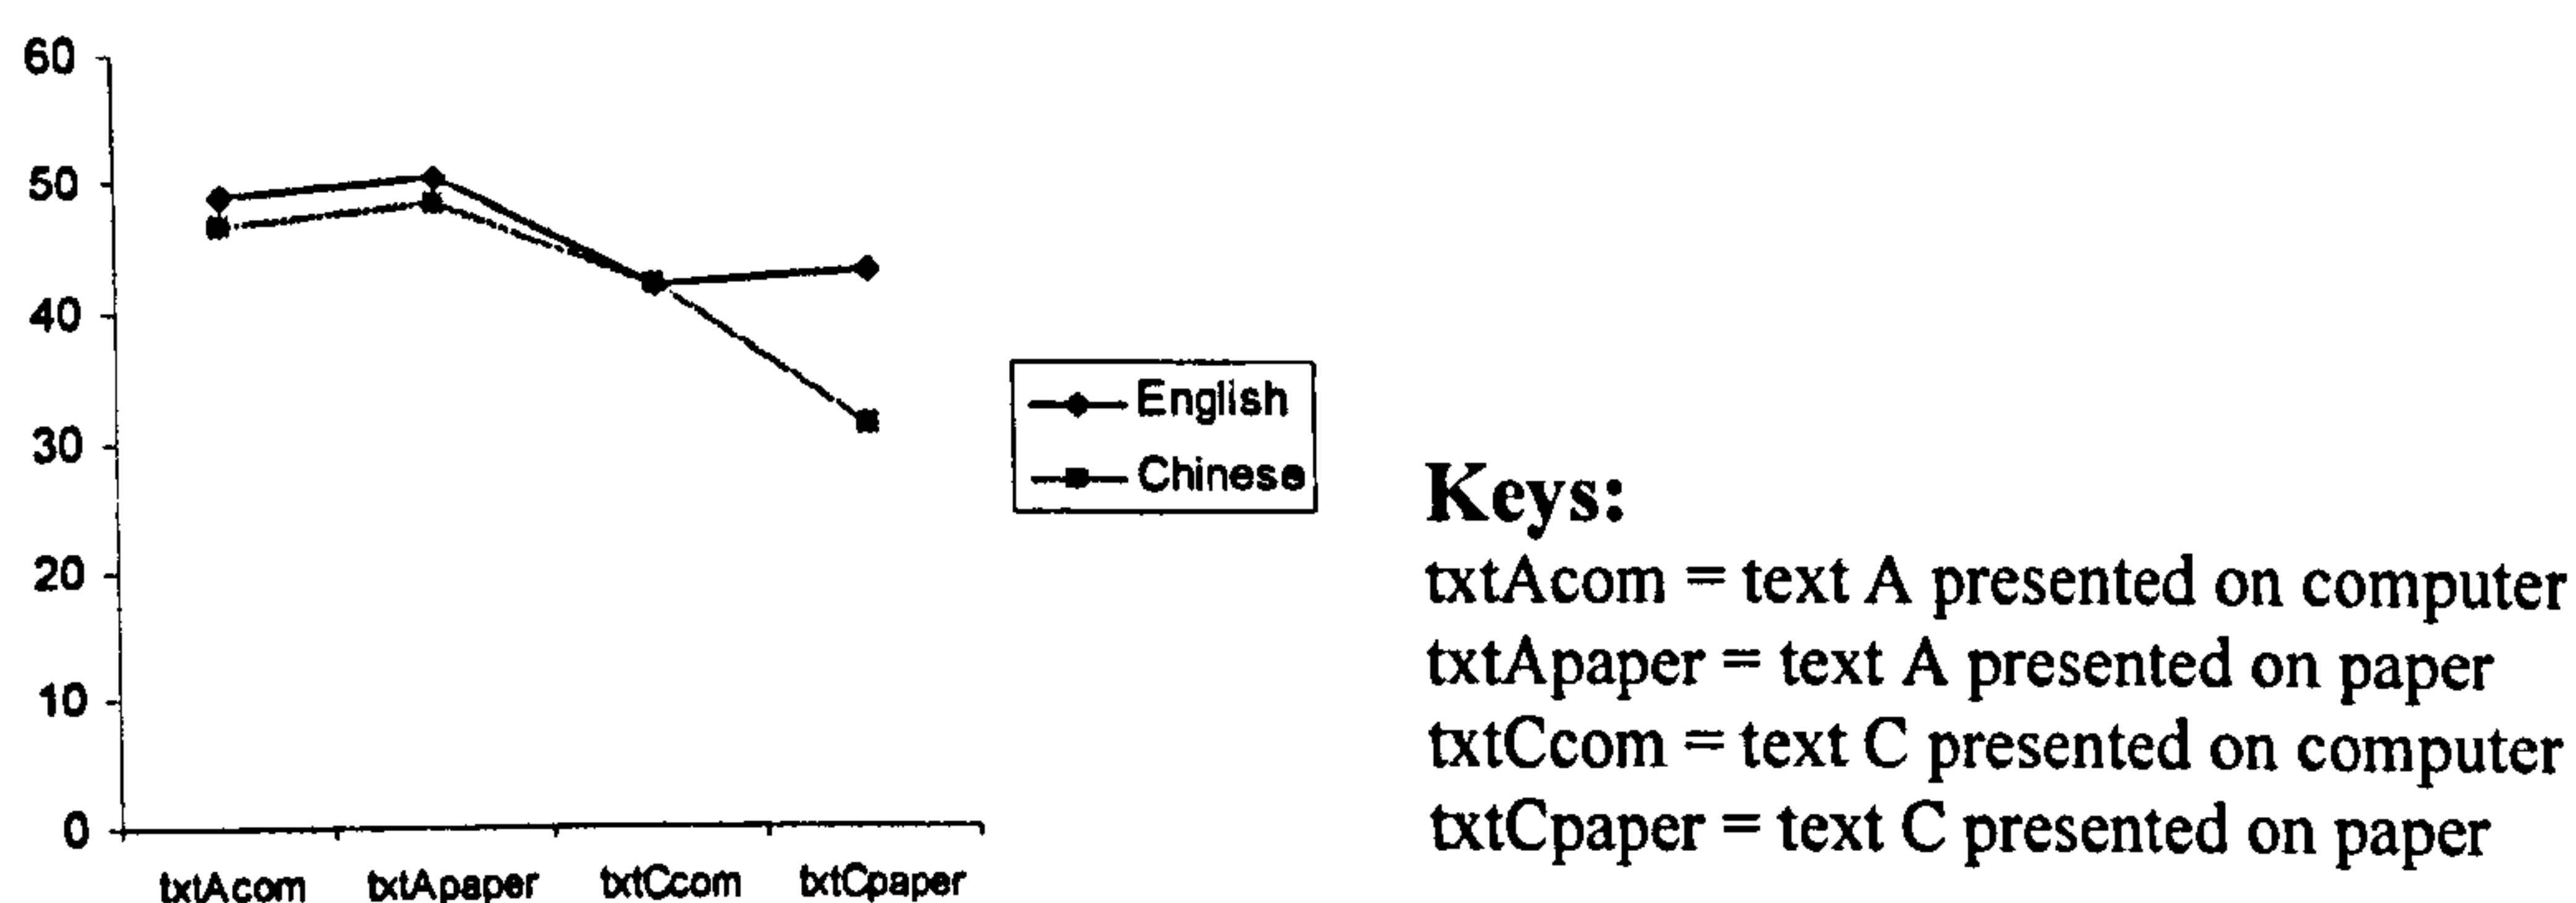 60
50
40
30
20
10
0
txtAcom txtApaper txtCcom txtCpaper
English
Chinese
Keys:
txtAcom = text A presented on computer
txtApaper = text A presented on paper
txtCcom = text C presented on computer
txtCpaper = text C presented on paper